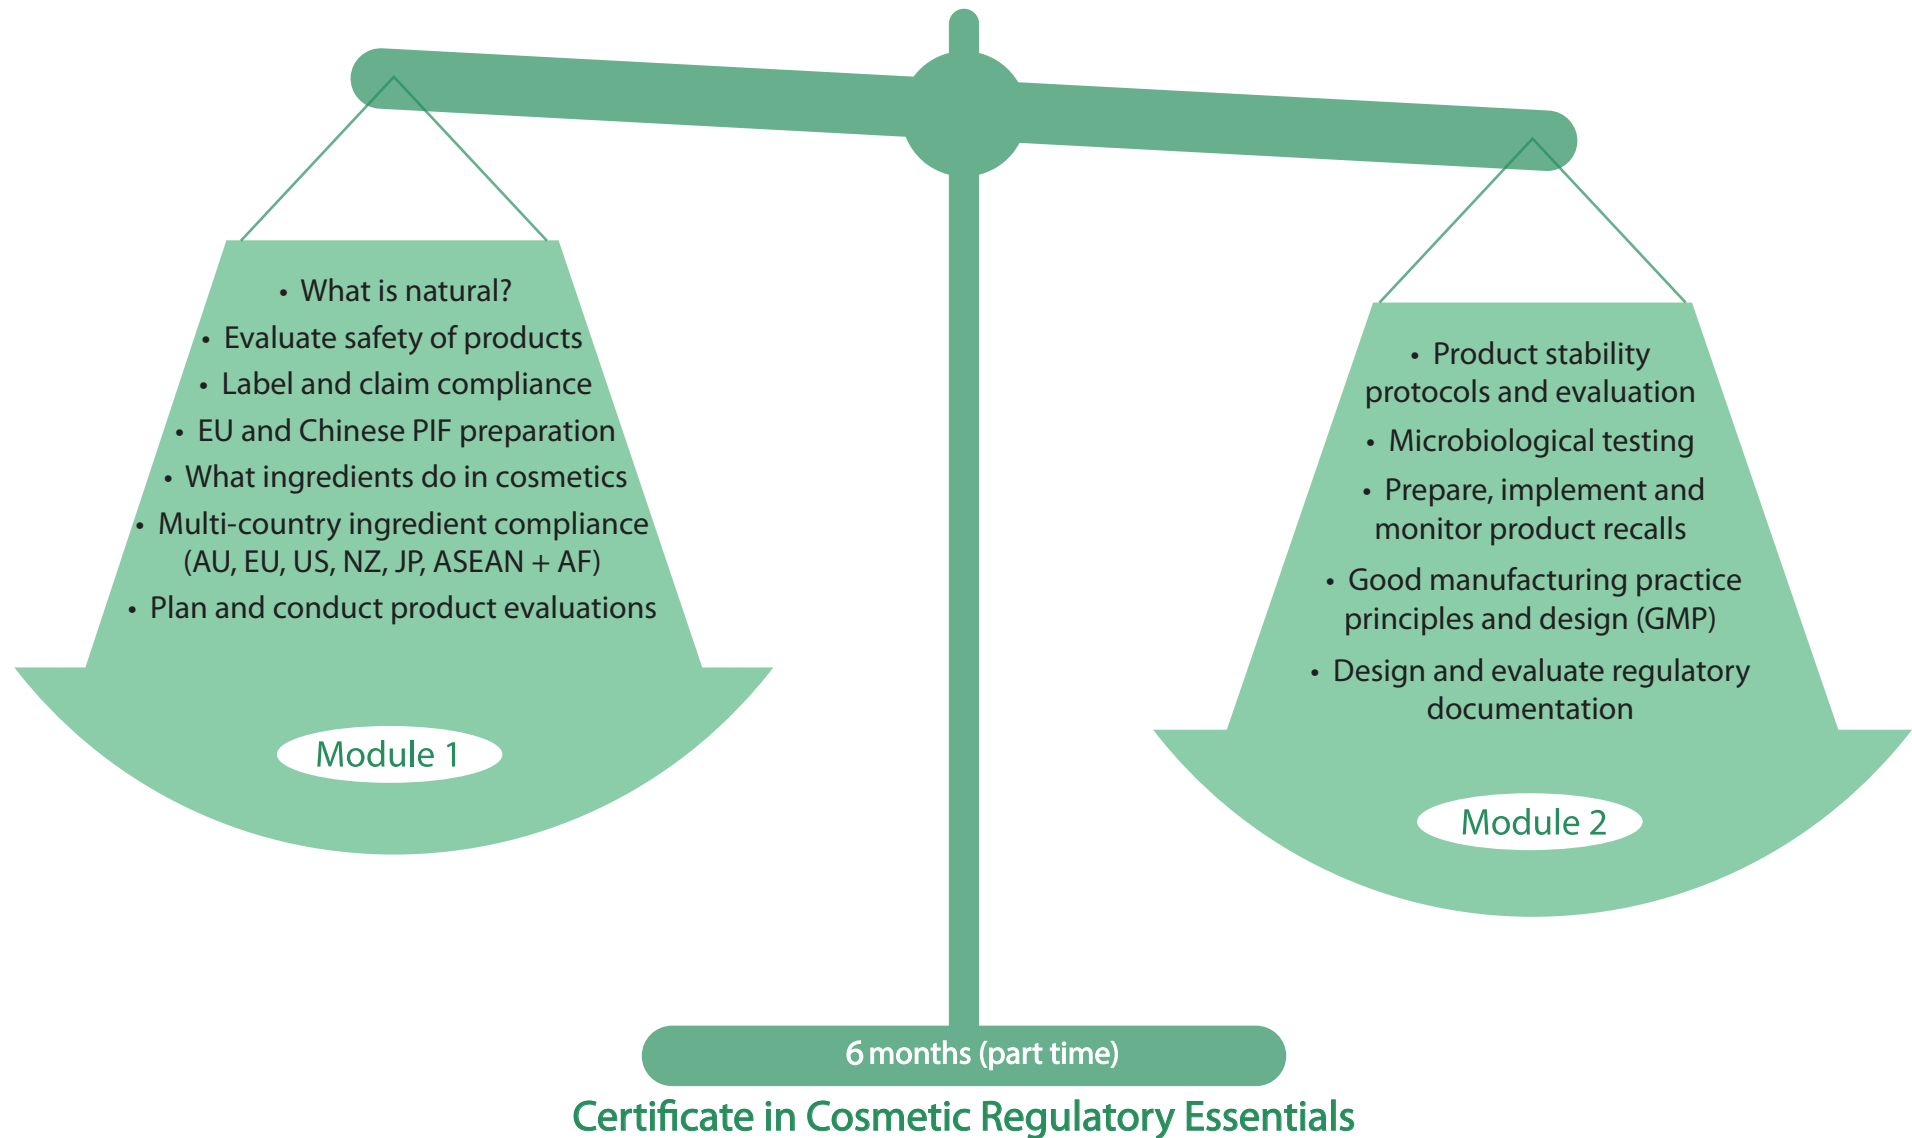 • What is natural?
• Evaluate safety of products
• Label and claim compliance
• EU and Chinese PIF preparation
• What ingredients do in cosmetics
• Multi-country ingredient compliance
(AU, EU, US, NZ, JP, ASEAN + AF)
• Plan and conduct product evaluations
Module 1
• Product stability
protocols and evaluation
• Microbiological testing
• Prepare, implement and
monitor product recalls
• Good manufacturing practice
principles and design (GMP)
• Design and evaluate regulatory
documentation
Module 2
6 months (part time)
Certificate in Cosmetic Regulatory Essentials